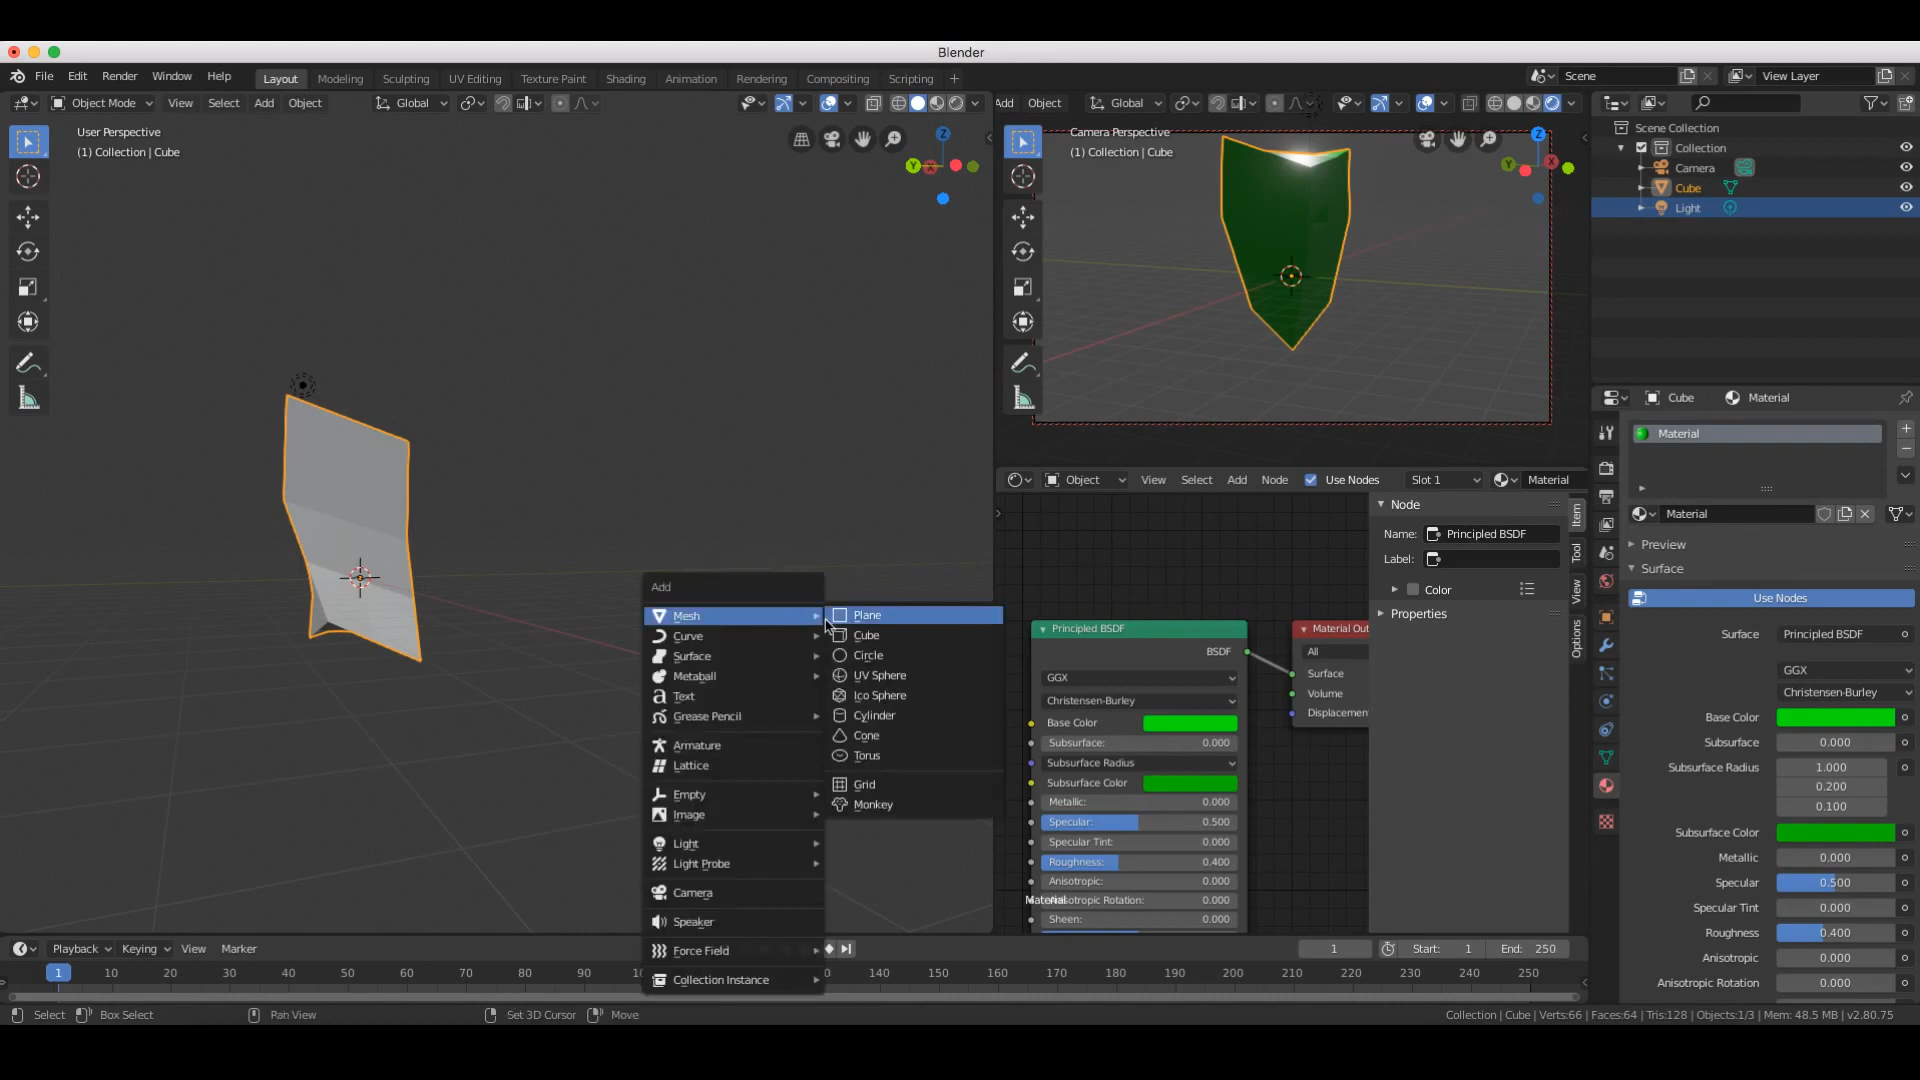 Blender
File Edit Render Window Help Layout Modeling Sculpting UV Editing Texture Paint Shading Animation Rendering Compositing Scripting + Scene View Layer
Object Mode View Select Add Object Global Add Object Global
User Perspective
(1) Collection | Cube
Z
Y
X
Camera Perspective
(1) Collection | Cube
Z
Y
X
Scene Collection
Collection
Camera
Cube
Light
Cube Material
Material
Material
Preview
Surface
Use Nodes
Surface Principled BSDF
GGX
Christensen-Burley
Base Color
Subsurface 0.000
Subsurface Radius 1.000
0.200
0.100
Subsurface Color
Metallic 0.000
Specular 0.500
Specular Tint 0.000
Roughness 0.400
Anisotropic 0.000
Anisotropic Rotation 0.000
Object View Select Add Node Use Nodes Slot 1 Material
Node
Name: Principled BSDF
Label:
Color
Properties
Item
Tool
View
Options
Principled BSDF
BSDF
GGX
Christensen-Burley
Base Color
Subsurface: 0.000
Subsurface Radius
Subsurface Color
Metallic: 0.000
Specular: 0.500
Specular Tint: 0.000
Roughness: 0.400
Anisotropic: 0.000
Anisotropic Rotation: 0.000
Sheen: 0.000
Material
Material Out
All
Surface
Volume
Displacemen
Add
Mesh
Curve
Surface
Metaball
Text
Grease Pencil
Armature
Lattice
Empty
Image
Light
Light Probe
Camera
Speaker
Force Field
Collection Instance
Plane
Cube
Circle
UV Sphere
Ico Sphere
Cylinder
Cone
Torus
Grid
Monkey
Playback Keying View Marker 1 Start: 1 End: 250
1 10 20 30 40 50 60 70 80 90 140 150 160 170 180 190 200 210 220 230 240 250
Select Box Select Pan View Set 3D Cursor Move Collection | Cube | Verts:66 | Faces:64 | Tris:128 | Objects:1/3 | Mem: 48.5 MB | v2.80.75